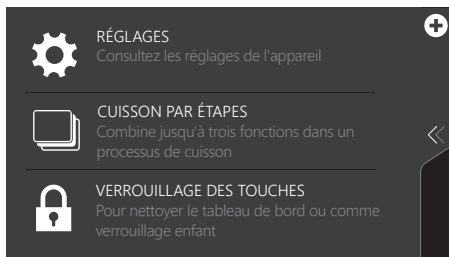 RÉGLAGES
Consultez les réglages de l'appareil
CUISSON PAR ÉTAPES
Combine jusqu'à trois fonctions dans un
processus de cuisson
VERROUILLAGE DES TOUCHES
Pour nettoyer le tableau de bord ou comme
verrouillage enfant